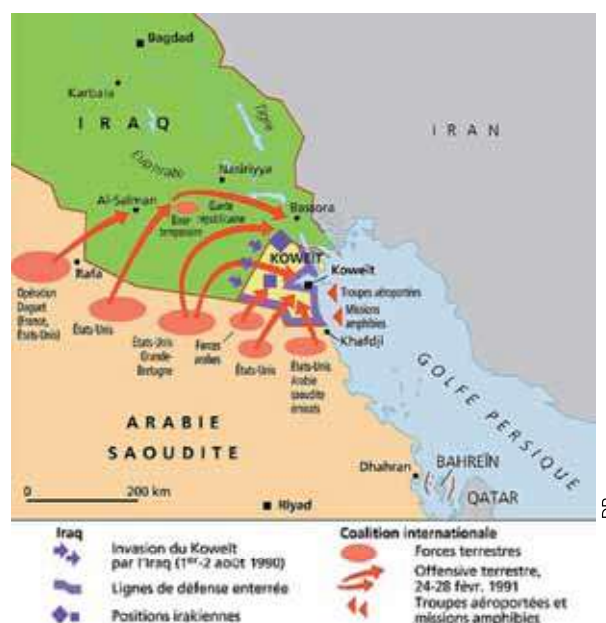 Bagdad
Karbala
IRAQ
Tigre
IRAN
Euphrate
Nasiriyya
Al-Salman
Garde
républicaine
Base
temporaire
Bassora
KOWEÏT
Koweït
Rafa
Opération
Daguet
(France,
États-Unis)
États-Unis
États-Unis
Grande-
Bretagne
Forces
arabes
États-Unis
États-Unis
Arabie
saoudite
émirats
Troupes aéroportées
Missions
amphibies
Khafdji
GOLFE PERSIQUE
ARABIE
SAOUDITE
Dhahran
BAHREÏN
QATAR
0 200 km
Riyad
Iraq
Invasion du Koweït
par l'Iraq (1er-2 août 1990)
Lignes de défense enterrée
Positions irakiennes
Coalition internationale
Forces terrestres
Offensive terrestre,
24-28 févr. 1991
Troupes aéroportées et
missions amphibies